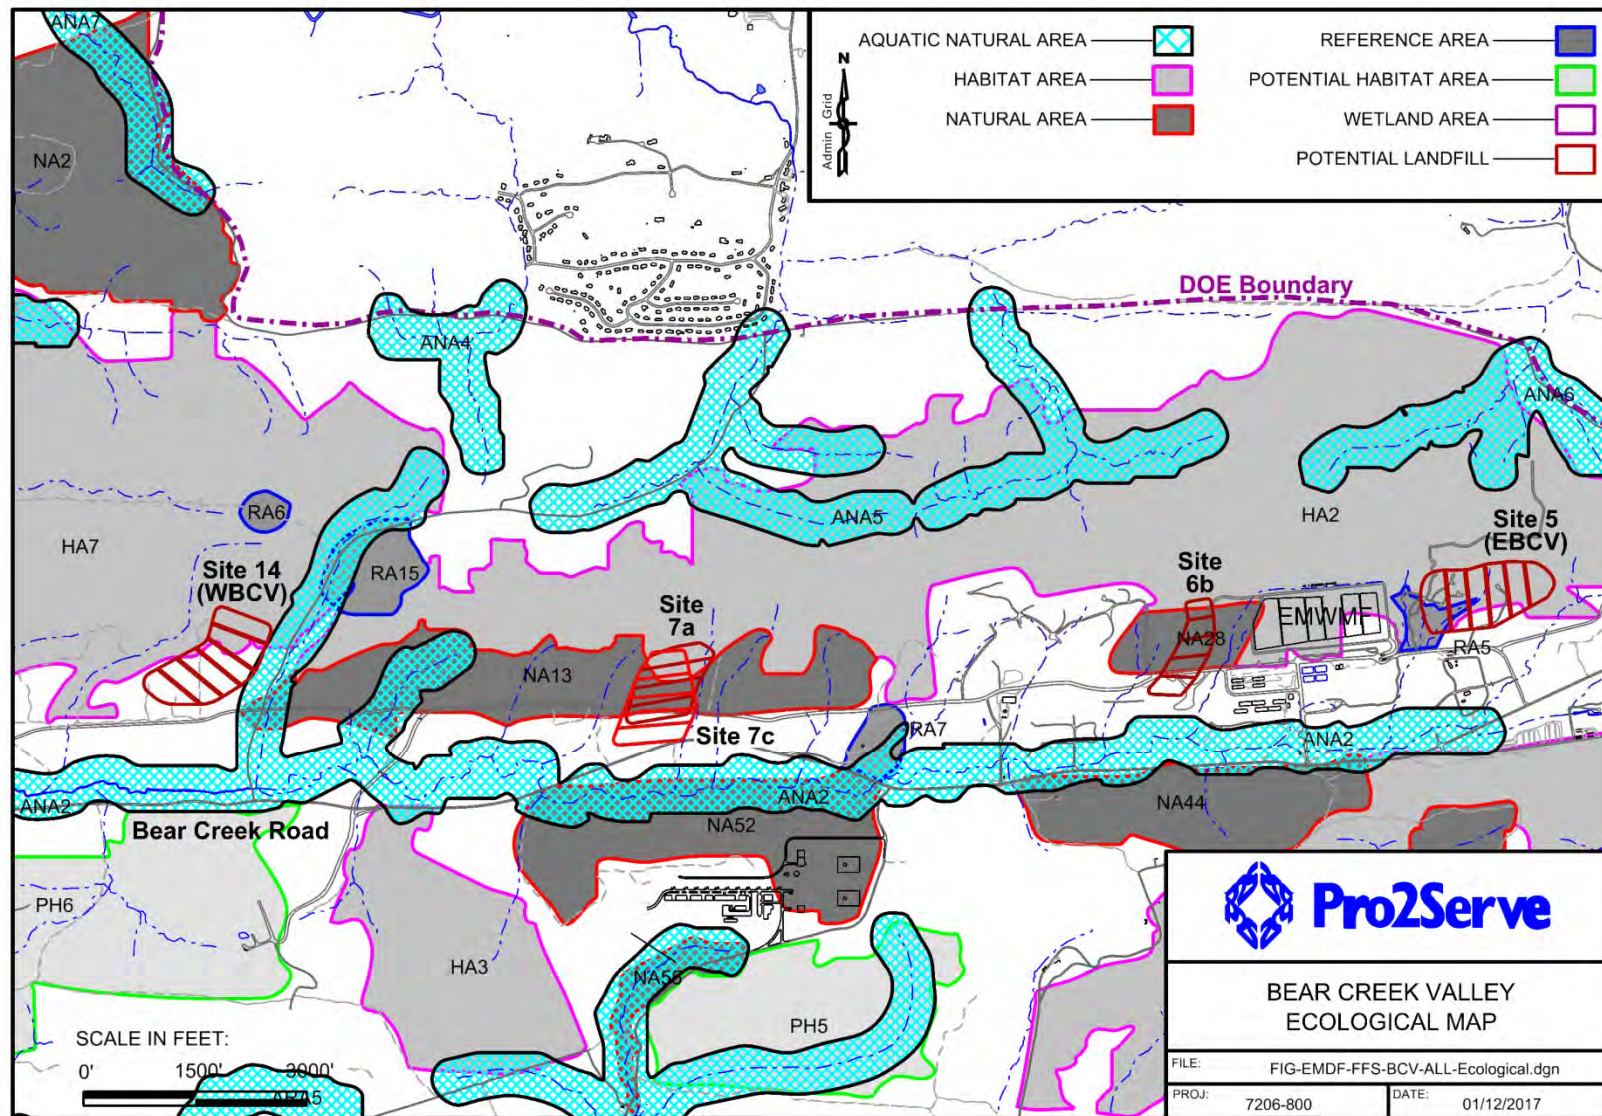 ANA7
AQUATIC NATURAL AREA
HABITAT AREA
NATURAL AREA
N
Admin Grid
REFERENCE AREA
POTENTIAL HABITAT AREA
WETLAND AREA
POTENTIAL LANDFILL
NA2
DOE Boundary
ANA4
ANA6
HA7
RA6
RA15
ANA5
HA2
Site 14
(WBCV)
Site
7a
Site
6b
Site 5
(EBCV)
EMWMF
NA28
RA5
NA13
Site 7c
RA7
ANA2
ANA2
ANA2
NA44
NA52
Bear Creek Road
PH6
HA3
NA58
PH5
SCALE IN FEET:
0' 1500' 3000'
ARA5
Pro2Serve
BEAR CREEK VALLEY
ECOLOGICAL MAP
FILE: FIG-EMDF-FFS-BCV-ALL-Ecological.dgn
PROJ: 7206-800
DATE: 01/12/2017